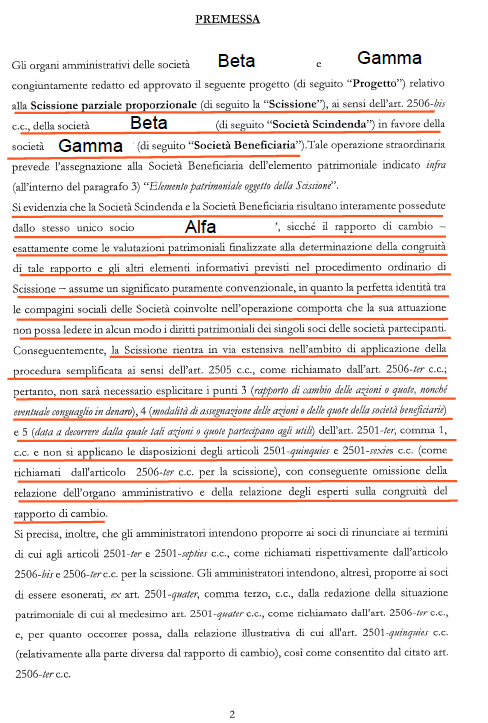 PREMESSA
Gli organi amministrativi delle società Beta e Gamma
congiuntamente redatto ed approvato il seguente progetto (di seguito “Progetto”) relativo
alla Scissione parziale proporzionale (di seguito la “Scissione”), ai sensi dell’art. 2506-bis
c.c., della società Beta (di seguito “Società Scindenda”) in favore della
società Gamma (di seguito “Società Beneficiaria”).Tale operazione straordinaria
prevede l’assegnazione alla Società Beneficiaria dell’elemento patrimoniale indicato infra
(all’interno del paragrafo 3) “Elemento patrimoniale oggetto della Scissione”.
Si evidenzia che la Società Scindenda e la Società Beneficiaria risultano interamente possedute
dallo stesso unico socio Alfa ’, sicché il rapporto di cambio –
esattamente come le valutazioni patrimoniali finalizzate alla determinazione della congruità
di tale rapporto e gli altri elementi informativi previsti nel procedimento ordinario di
Scissione – assume un significato puramente convenzionale, in quanto la perfetta identità tra
le compagini sociali delle Società coinvolte nell’operazione comporta che la sua attuazione
non possa ledere in alcun modo i diritti patrimoniali dei singoli soci delle società partecipanti.
Conseguentemente, la Scissione rientra in via estensiva nell’ambito di applicazione della
procedura semplificata ai sensi dell’art. 2505 c.c., come richiamato dall’art. 2506-ter c.c.;
pertanto, non sarà necessario esplicitare i punti 3 (rapporto di cambio delle azioni o quote, nonché
eventuale conguaglio in denaro), 4 (modalità di assegnazione delle azioni o delle quote della società beneficiarie)
e 5 (data a decorrere dalla quale tali azioni o quote partecipano agli utili) dell’art. 2501-ter, comma 1,
c.c. e non si applicano le disposizioni degli articoli 2501-quinquies e 2501-sexies c.c. (come
richiamati dall'articolo 2506-ter c.c. per la scissione), con conseguente omissione della
relazione dell’organo amministrativo e della relazione degli esperti sulla congruità del
rapporto di cambio.
Si precisa, inoltre, che gli amministratori intendono proporre ai soci di rinunciare ai termini
di cui agli articoli 2501-ter e 2501-septies c.c., come richiamati rispettivamente dall’articolo
2506-bis e 2506-ter c.c. per la scissione. Gli amministratori intendono, altresì, proporre ai soci
di essere esonerati, ex art. 2501-quater, comma terzo, c.c., dalla redazione della situazione
patrimoniale di cui al medesimo art. 2501-quater c.c., come richiamato dall’art. 2506-ter c.c.,
e, per quanto occorrer possa, dalla relazione illustrativa di cui all'art. 2501-quinquies c.c.
(relativamente alla parte diversa dal rapporto di cambio), così come consentito dal citato art.
2506-ter c.c.
2